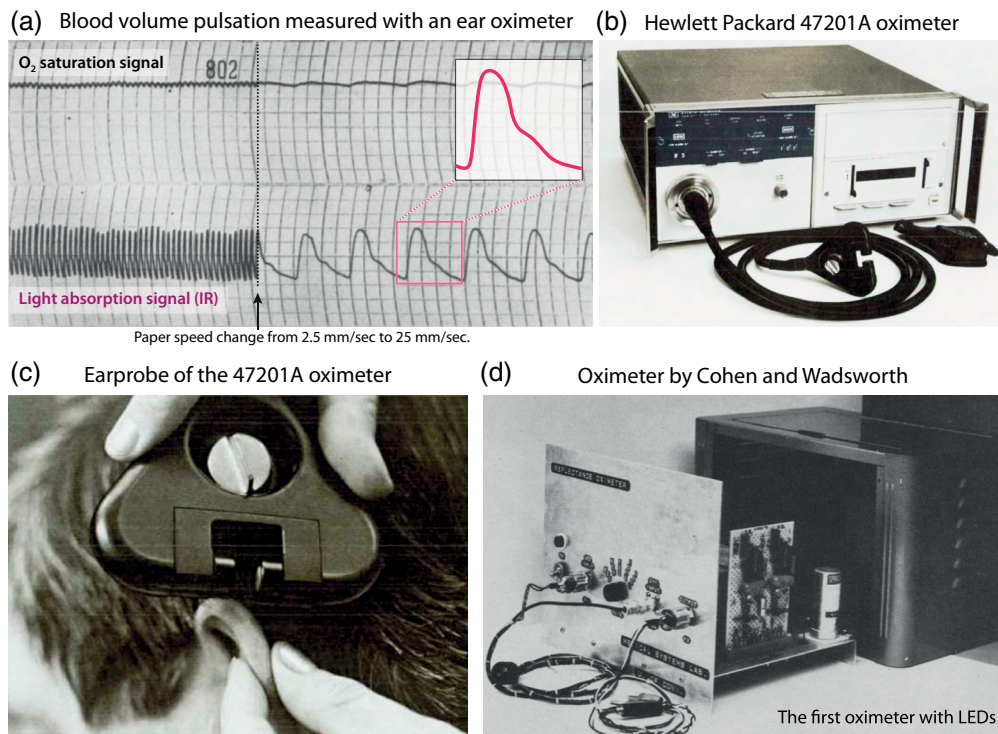 (a) Blood volume pulsation measured with an ear oximeter
O₂ saturation signal
802
Light absorption signal (IR)
Paper speed change from 2.5 mm/sec to 25 mm/sec.
(b) Hewlett Packard 47201A oximeter
(c) Earprobe of the 47201A oximeter
(d) Oximeter by Cohen and Wadsworth
REFLECTANCE OXIMETER
OUTPUT
MEDICAL SYSTEMS LAB.
The first oximeter with LEDs